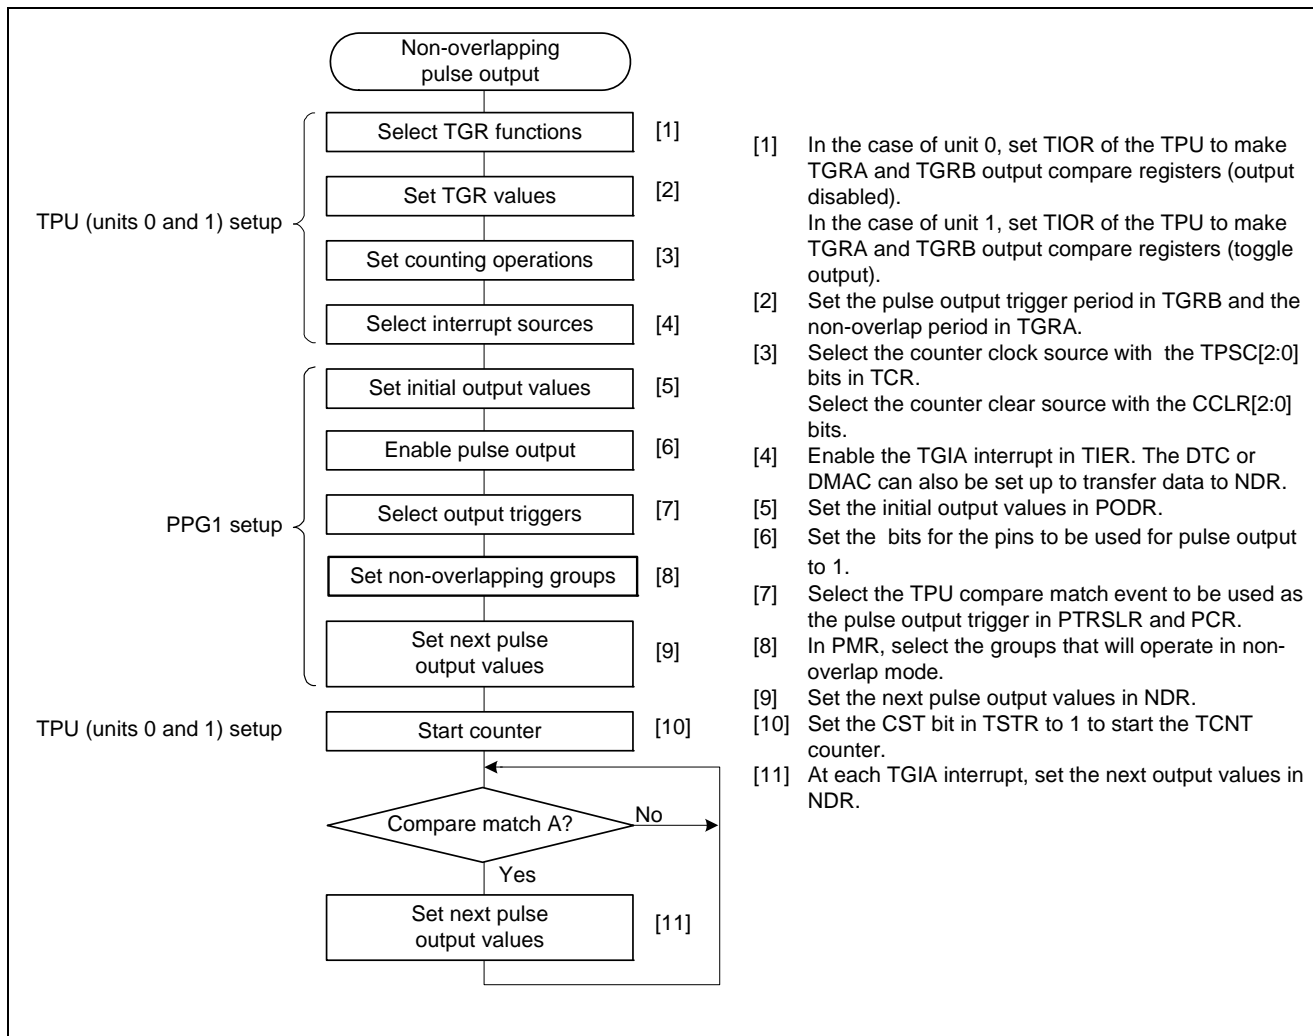 Non-overlapping
pulse output
Select TGR functions
[1]
Set TGR values
[2]
TPU (units 0 and 1) setup
Set counting operations
[3]
Select interrupt sources
[4]
Set initial output values
[5]
Enable pulse output
[6]
PPG1 setup
Select output triggers
[7]
Set non-overlapping groups
[8]
Set next pulse
output values
[9]
TPU (units 0 and 1) setup
Start counter
[10]
Compare match A?
No
Yes
Set next pulse
output values
[11]
[1] In the case of unit 0, set TIOR of the TPU to make
TGRA and TGRB output compare registers (output
disabled).
In the case of unit 1, set TIOR of the TPU to make
TGRA and TGRB output compare registers (toggle
output).
[2] Set the pulse output trigger period in TGRB and the
non-overlap period in TGRA.
[3] Select the counter clock source with the TPSC[2:0]
bits in TCR.
Select the counter clear source with the CCLR[2:0]
bits.
[4] Enable the TGIA interrupt in TIER. The DTC or
DMAC can also be set up to transfer data to NDR.
[5] Set the initial output values in PODR.
[6] Set the bits for the pins to be used for pulse output
to 1.
[7] Select the TPU compare match event to be used as
the pulse output trigger in PTRSLR and PCR.
[8] In PMR, select the groups that will operate in non-
overlap mode.
[9] Set the next pulse output values in NDR.
[10] Set the CST bit in TSTR to 1 to start the TCNT
counter.
[11] At each TGIA interrupt, set the next output values in
NDR.